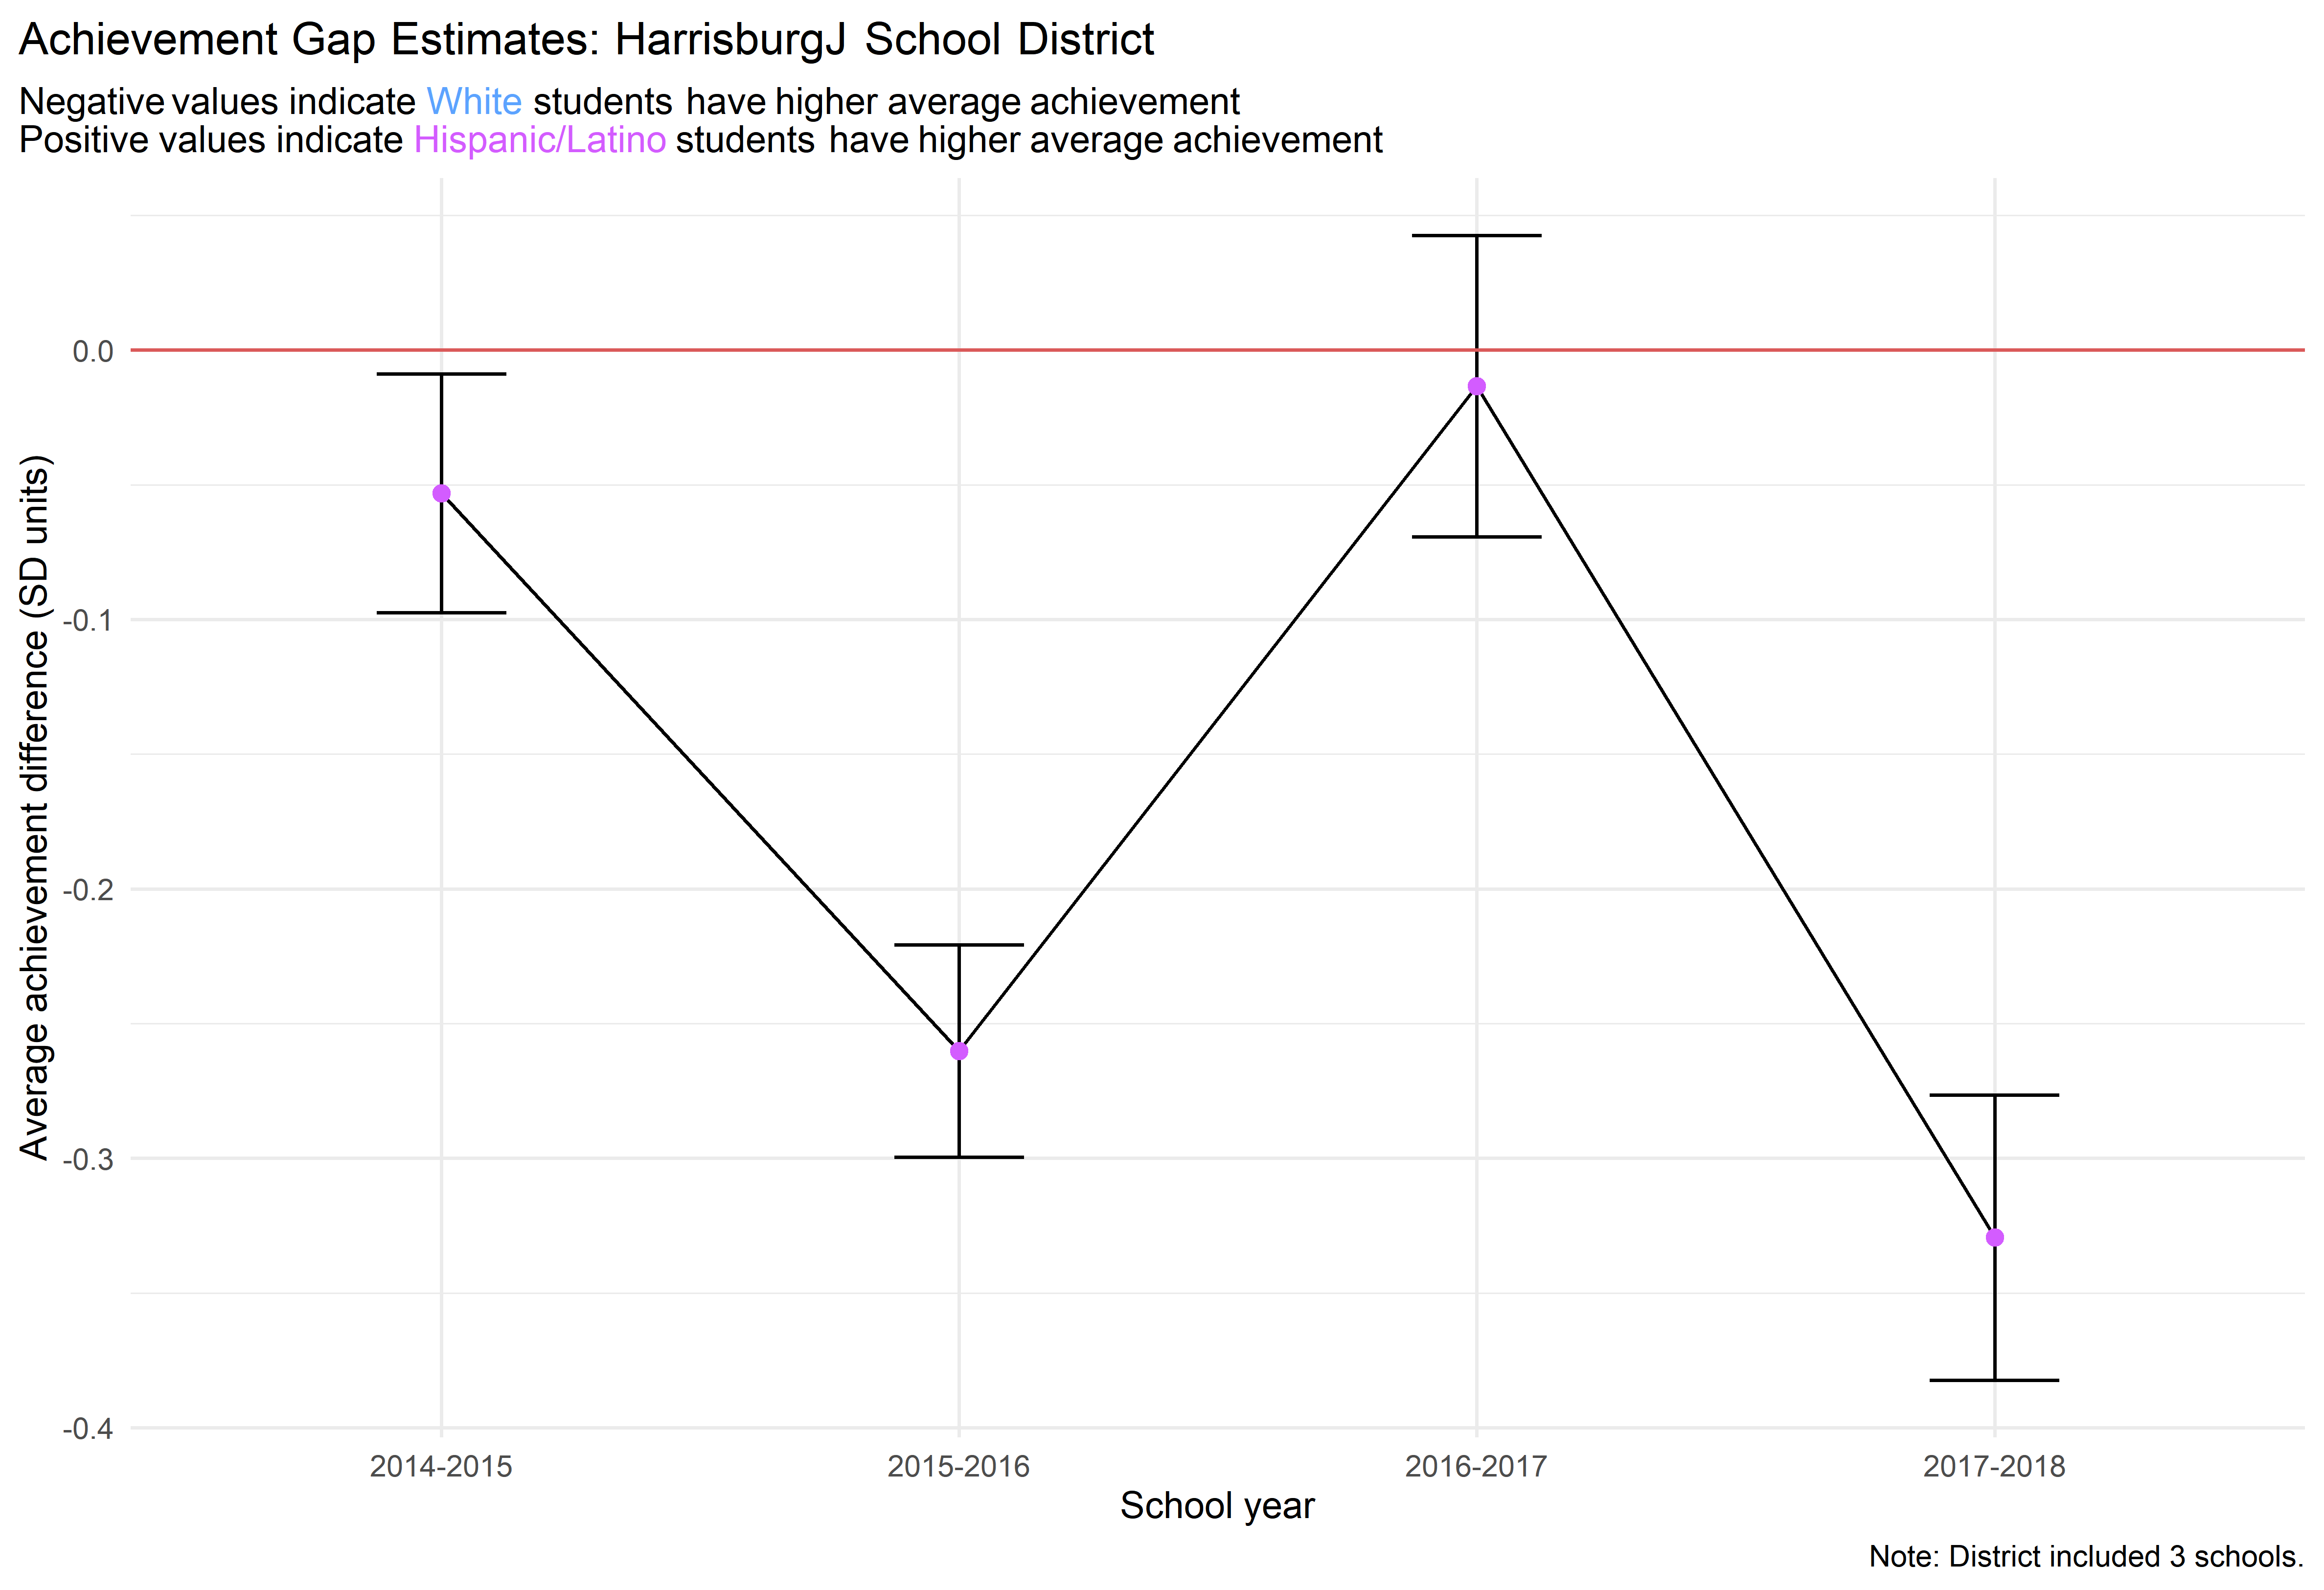 Achievement Gap Estimates: HarrisburgJ School District
Negative values indicate White students have higher average achievement
Positive values indicate Hispanic/Latino students have higher average achievement
Average achievement difference (SD units)
0.0
-0.1
-0.2
-0.3
-0.4
2014-2015
2015-2016
2016-2017
2017-2018
School year
Note: District included 3 schools.